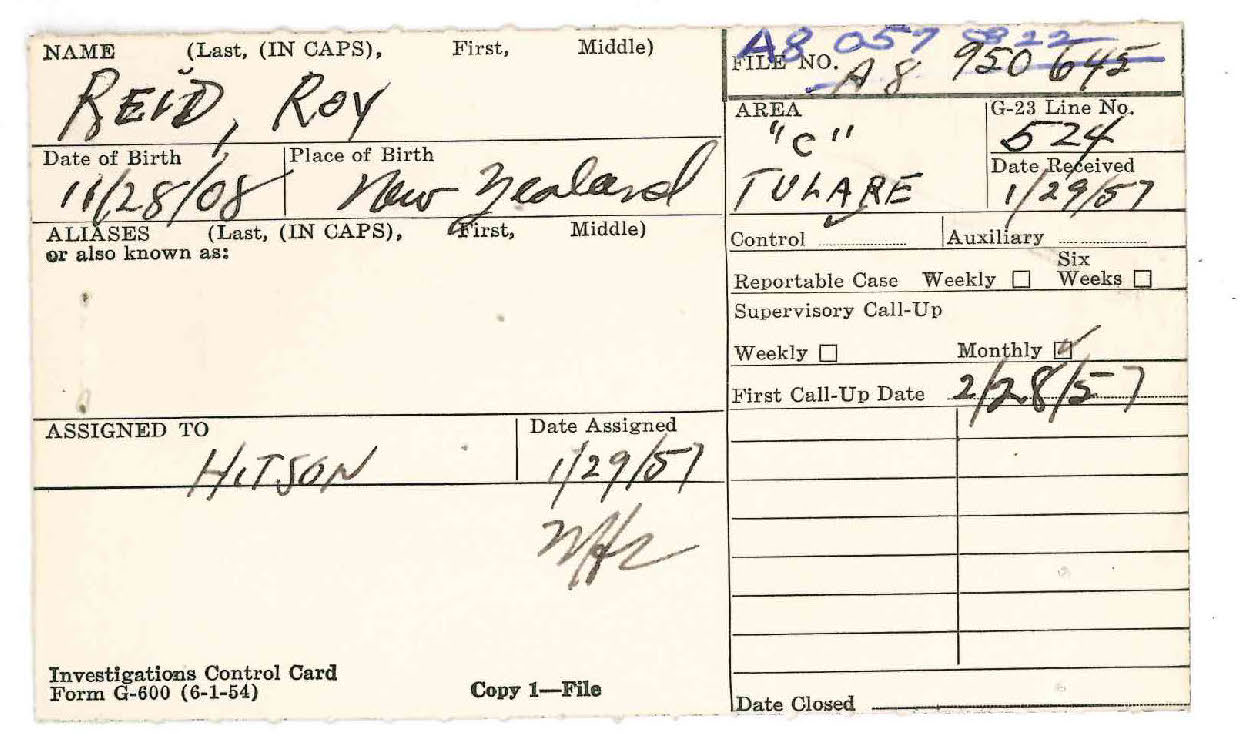 NAME (Last, (IN CAPS), First, Middle)
REID, ROY
Date of Birth
11/28/08
Place of Birth
New Zealand
ALIASES (Last, (IN CAPS), First, Middle)
or also known as:
ASSIGNED TO
HITSON
Date Assigned
1/29/57
Investigations Control Card
Form G-600 (6-1-54)
Copy 1—File
A8 057
FILE NO. A8 950 645
AREA
"C"
TULARE
G-23 Line No.
524
Date Received
1/29/57
Control
Auxiliary
Reportable Case Weekly ☐ Six Weeks ☐
Supervisory Call-Up
Weekly ☐ Monthly ☑
First Call-Up Date 2/28/57
Date Closed